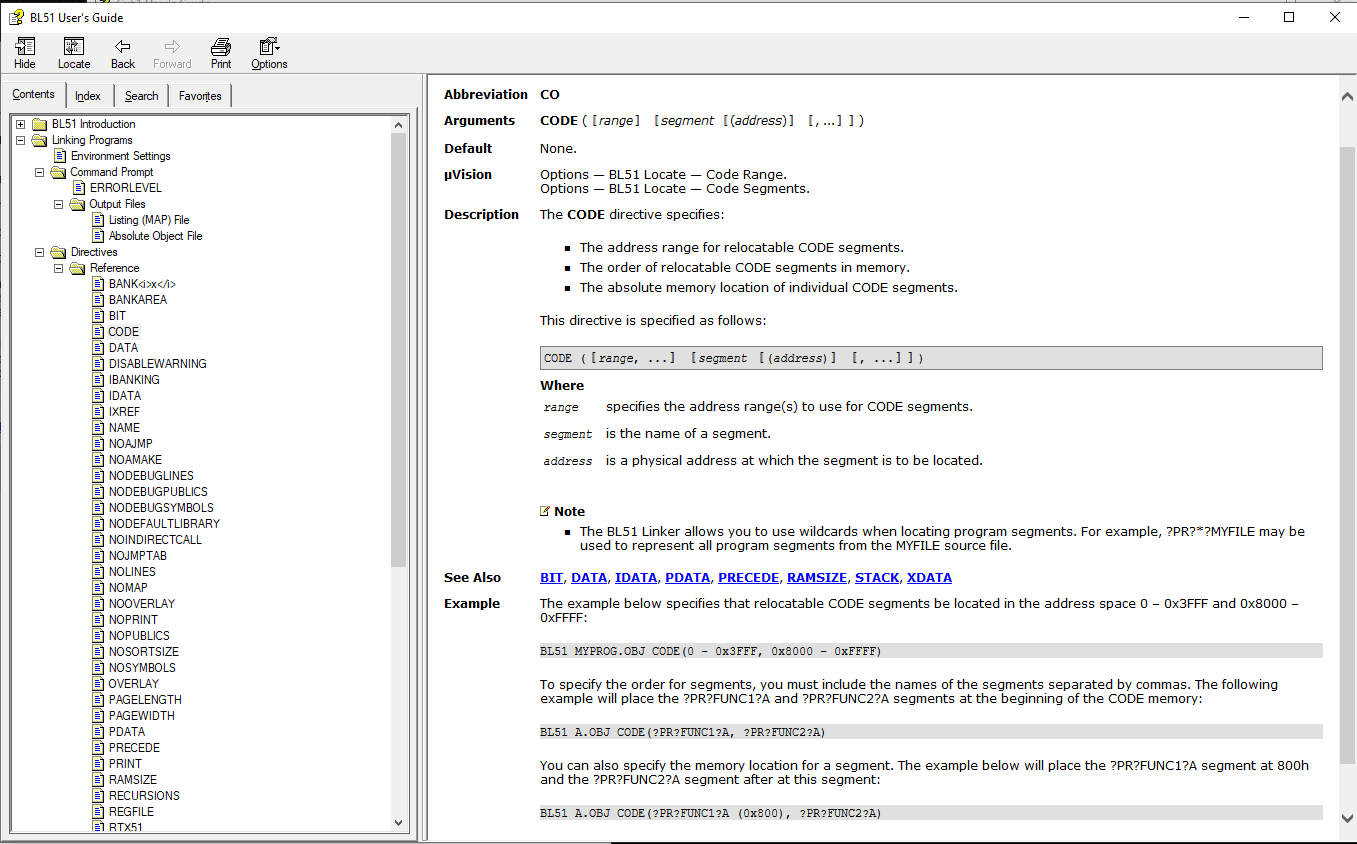 BL51 User's Guide
Hide Locate Back Forward Print Options
Contents Index Search Favorites
BL51 Introduction
Linking Programs
Environment Settings
Command Prompt
ERRORLEVEL
Output Files
Listing (MAP) File
Absolute Object File
Directives
Reference
BANK<i>x</i>
BANKAREA
BIT
CODE
DATA
DISABLEWARNING
IBANKING
IDATA
IXREF
NAME
NOAJMP
NOAMAKE
NODEBUGLINES
NODEBUGPUBLICS
NODEBUGSYMBOLS
NODEFAULTLIBRARY
NOINDIRECTCALL
NOJMPTAB
NOLINES
NOMAP
NOOVERLAY
NOPRINT
NOPUBLICS
NOSORTSIZE
NOSYMBOLS
OVERLAY
PAGELENGTH
PAGEWIDTH
PDATA
PRECEDE
PRINT
RAMSIZE
RECURSIONS
REGFILE
RTX51
Abbreviation CO
Arguments CODE ( [range] [segment [(address)] [,...] ] )
Default None.
µVision Options — BL51 Locate — Code Range.
Options — BL51 Locate — Code Segments.
Description The CODE directive specifies:
▪ The address range for relocatable CODE segments.
▪ The order of relocatable CODE segments in memory.
▪ The absolute memory location of individual CODE segments.
This directive is specified as follows:
CODE ( [range, ...] [segment [(address)] [, ...] ] )
Where
range specifies the address range(s) to use for CODE segments.
segment is the name of a segment.
address is a physical address at which the segment is to be located.
Note
▪ The BL51 Linker allows you to use wildcards when locating program segments. For example, ?PR?*?MYFILE may be
used to represent all program segments from the MYFILE source file.
See Also BIT, DATA, IDATA, PDATA, PRECEDE, RAMSIZE, STACK, XDATA
Example The example below specifies that relocatable CODE segments be located in the address space 0 – 0x3FFF and 0x8000 –
0xFFFF:
BL51 MYPROG.OBJ CODE(0 - 0x3FFF, 0x8000 - 0xFFFF)
To specify the order for segments, you must include the names of the segments separated by commas. The following
example will place the ?PR?FUNC1?A and ?PR?FUNC2?A segments at the beginning of the CODE memory:
BL51 A.OBJ CODE(?PR?FUNC1?A, ?PR?FUNC2?A)
You can also specify the memory location for a segment. The example below will place the ?PR?FUNC1?A segment at 800h
and the ?PR?FUNC2?A segment after at this segment:
BL51 A.OBJ CODE(?PR?FUNC1?A (0x800), ?PR?FUNC2?A)